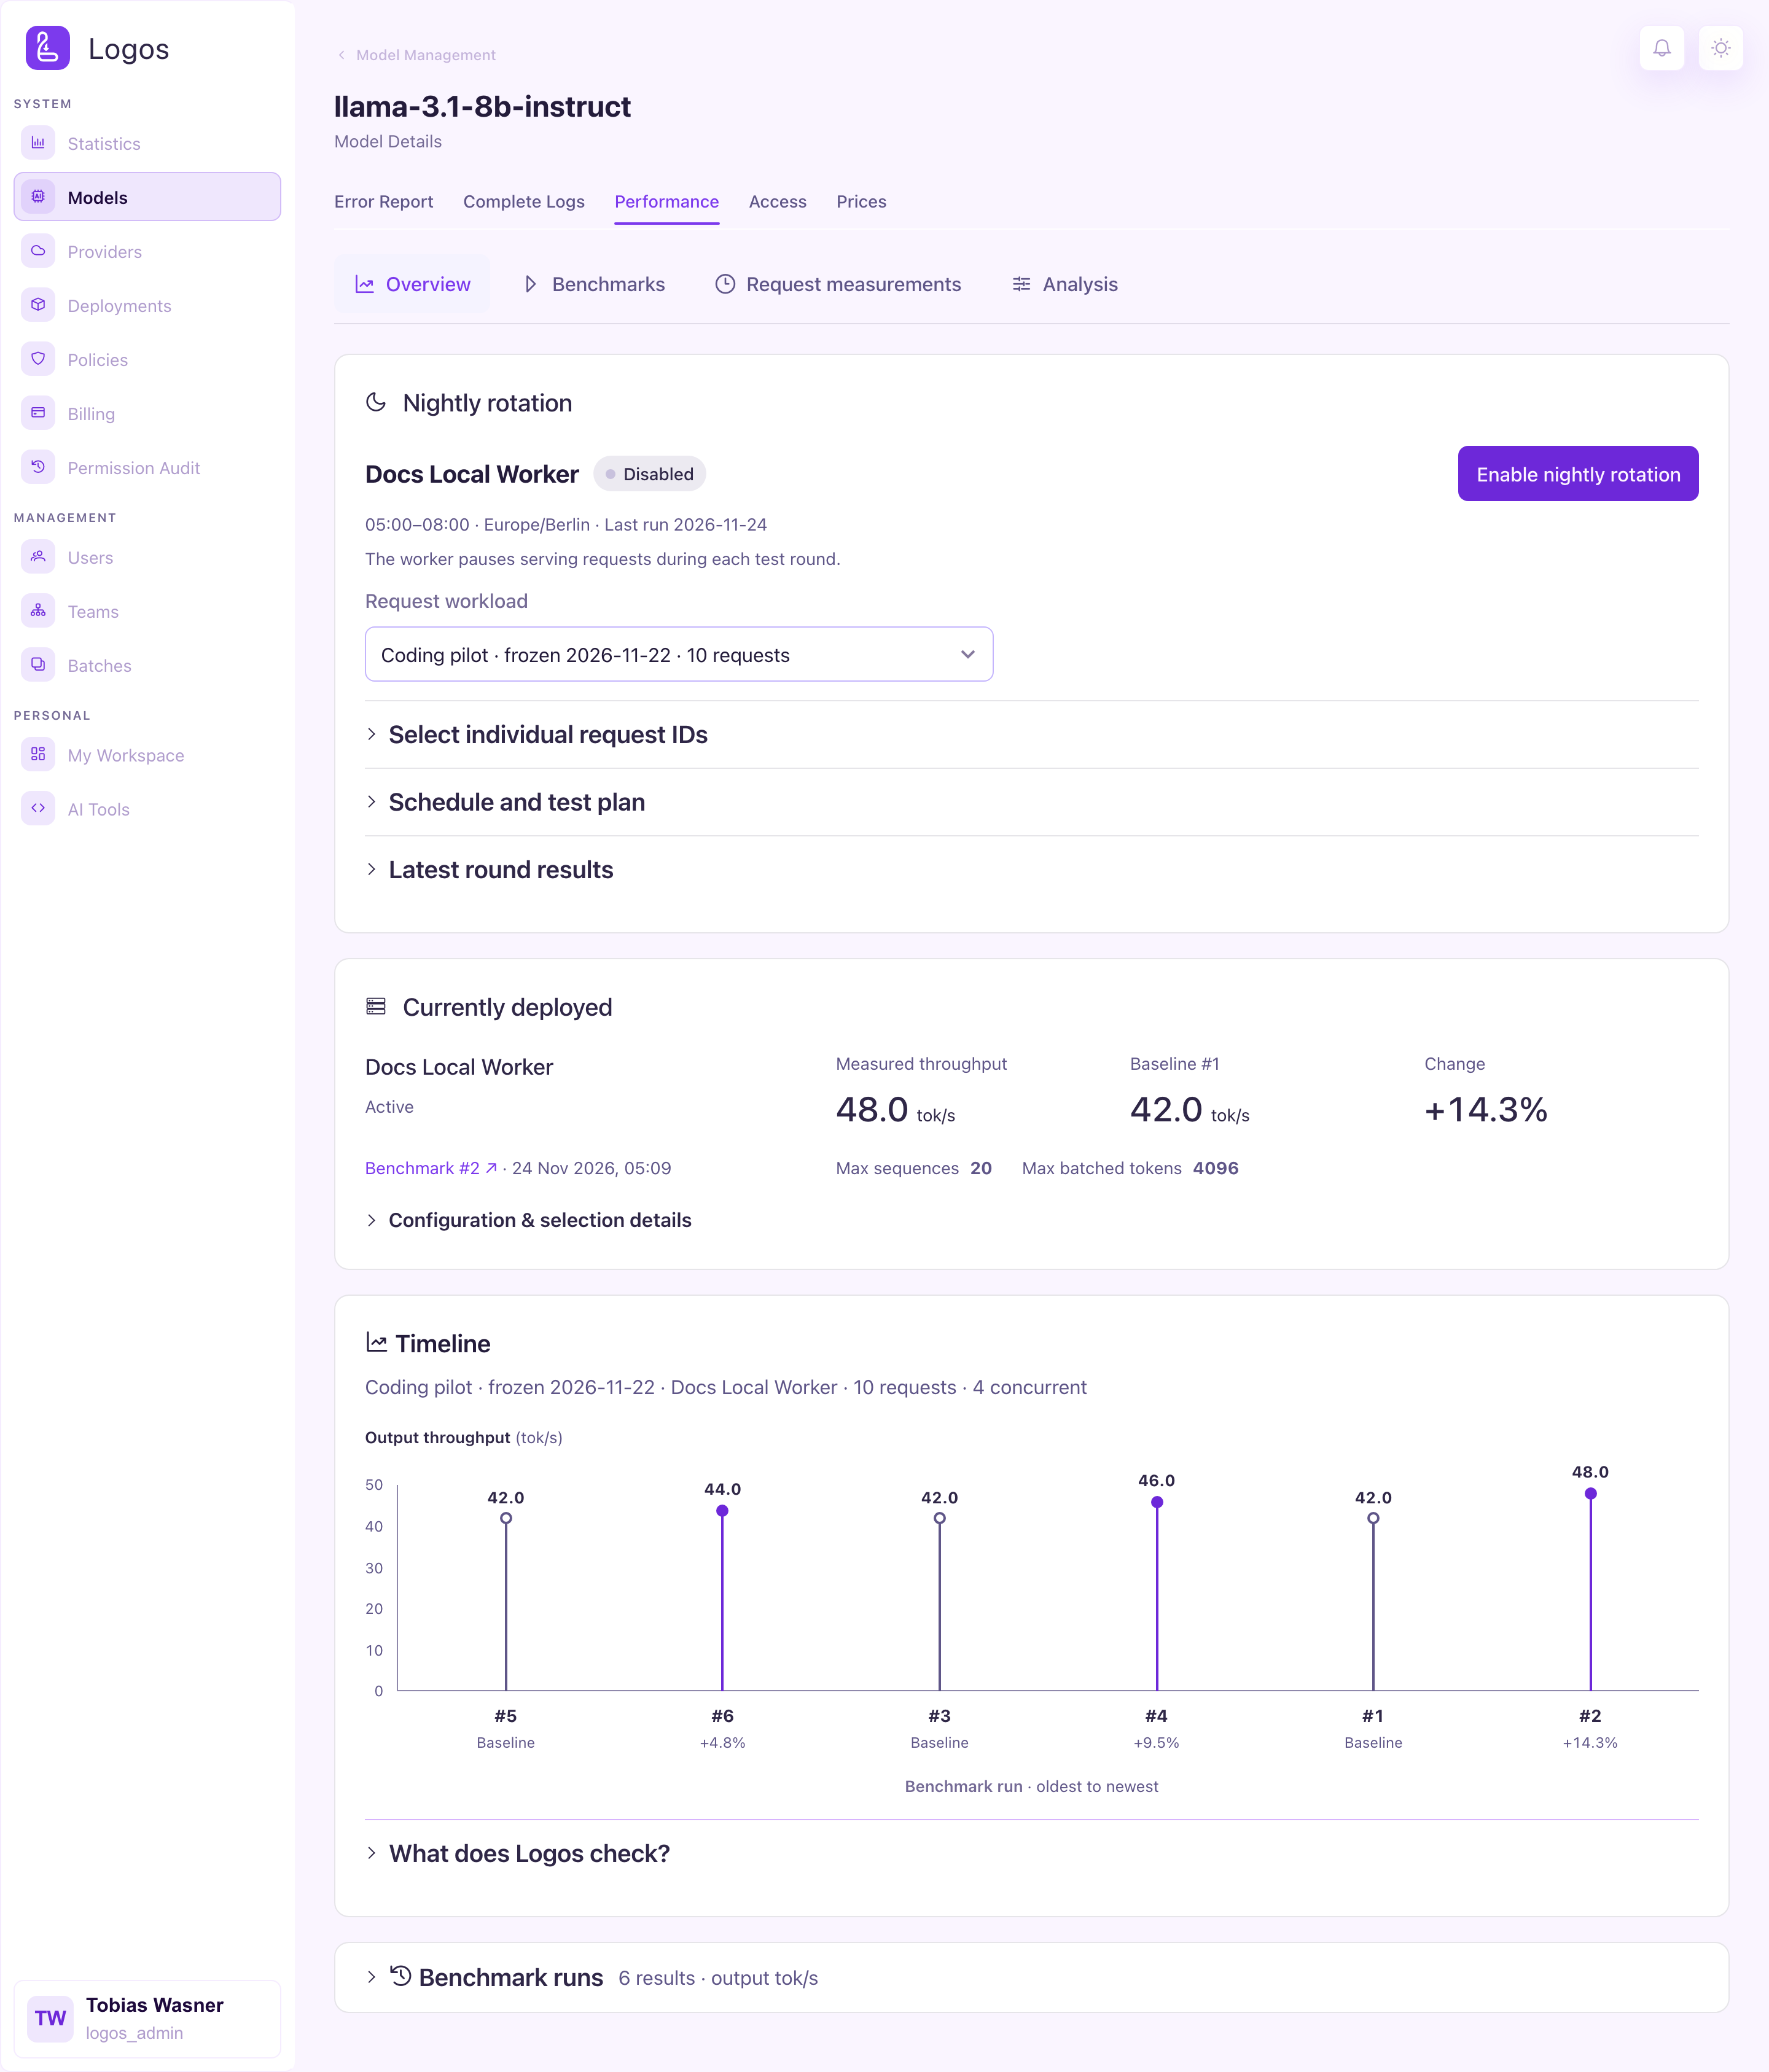 Logos
SYSTEM
Statistics
Models
Providers
Deployments
Policies
Billing
Permission Audit
MANAGEMENT
Users
Teams
Batches
PERSONAL
My Workspace
AI Tools
TW
Tobias Wasner
logos_admin
Model Management
llama-3.1-8b-instruct
Model Details
Error Report Complete Logs Performance Access Prices
Overview Benchmarks Request measurements Analysis
Nightly rotation
Docs Local Worker Disabled Enable nightly rotation
05:00–08:00 · Europe/Berlin · Last run 2026-11-24
The worker pauses serving requests during each test round.
Request workload
Coding pilot · frozen 2026-11-22 · 10 requests
Select individual request IDs
Schedule and test plan
Latest round results
Currently deployed
Docs Local Worker Measured throughput Baseline #1 Change
Active 48.0 tok/s 42.0 tok/s +14.3%
Benchmark #2 ↗ · 24 Nov 2026, 05:09 Max sequences 20 Max batched tokens 4096
Configuration & selection details
Timeline
Coding pilot · frozen 2026-11-22 · Docs Local Worker · 10 requests · 4 concurrent
Output throughput (tok/s)
42.0 44.0 42.0 46.0 42.0 48.0
50
40
30
20
10
0
#5 #6 #3 #4 #1 #2
Baseline +4.8% Baseline +9.5% Baseline +14.3%
Benchmark run · oldest to newest
What does Logos check?
Benchmark runs 6 results · output tok/s